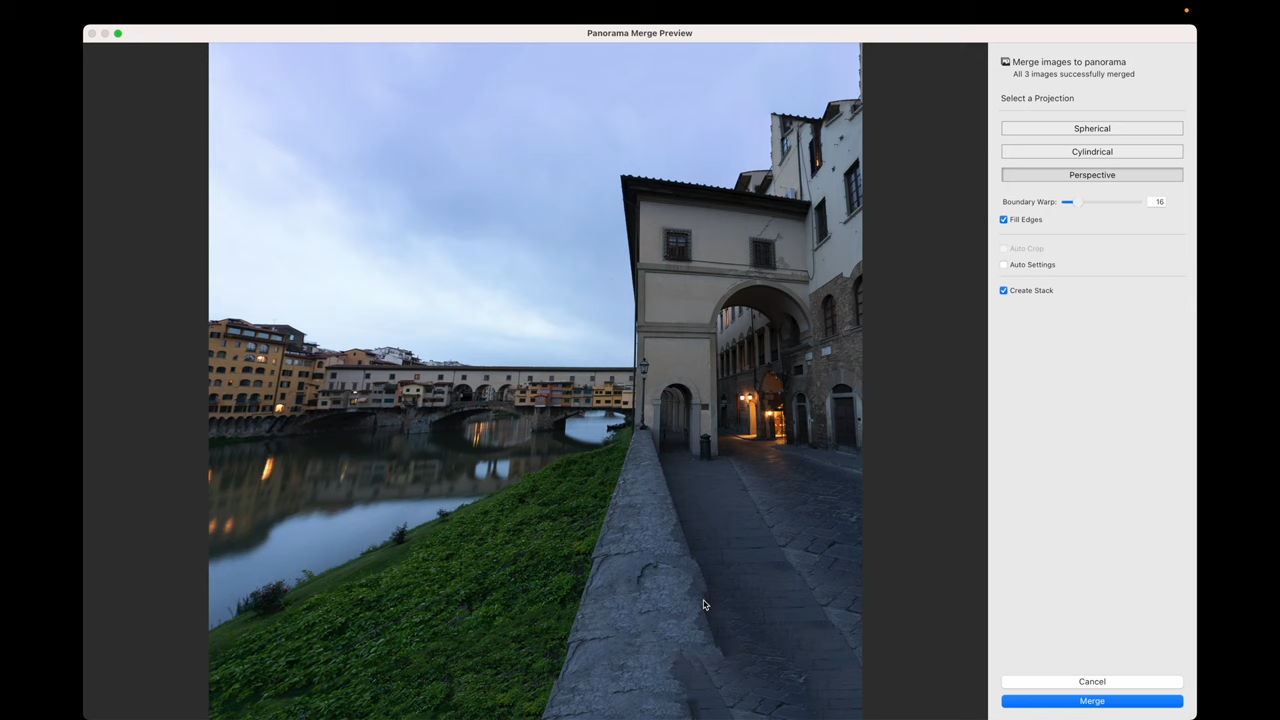 Panorama Merge Preview
Merge images to panorama
All 3 images successfully merged
Select a Projection
Spherical
Cylindrical
Perspective
Boundary Warp: 16
Fill Edges
Auto Crop
Auto Settings
Create Stack
Cancel
Merge